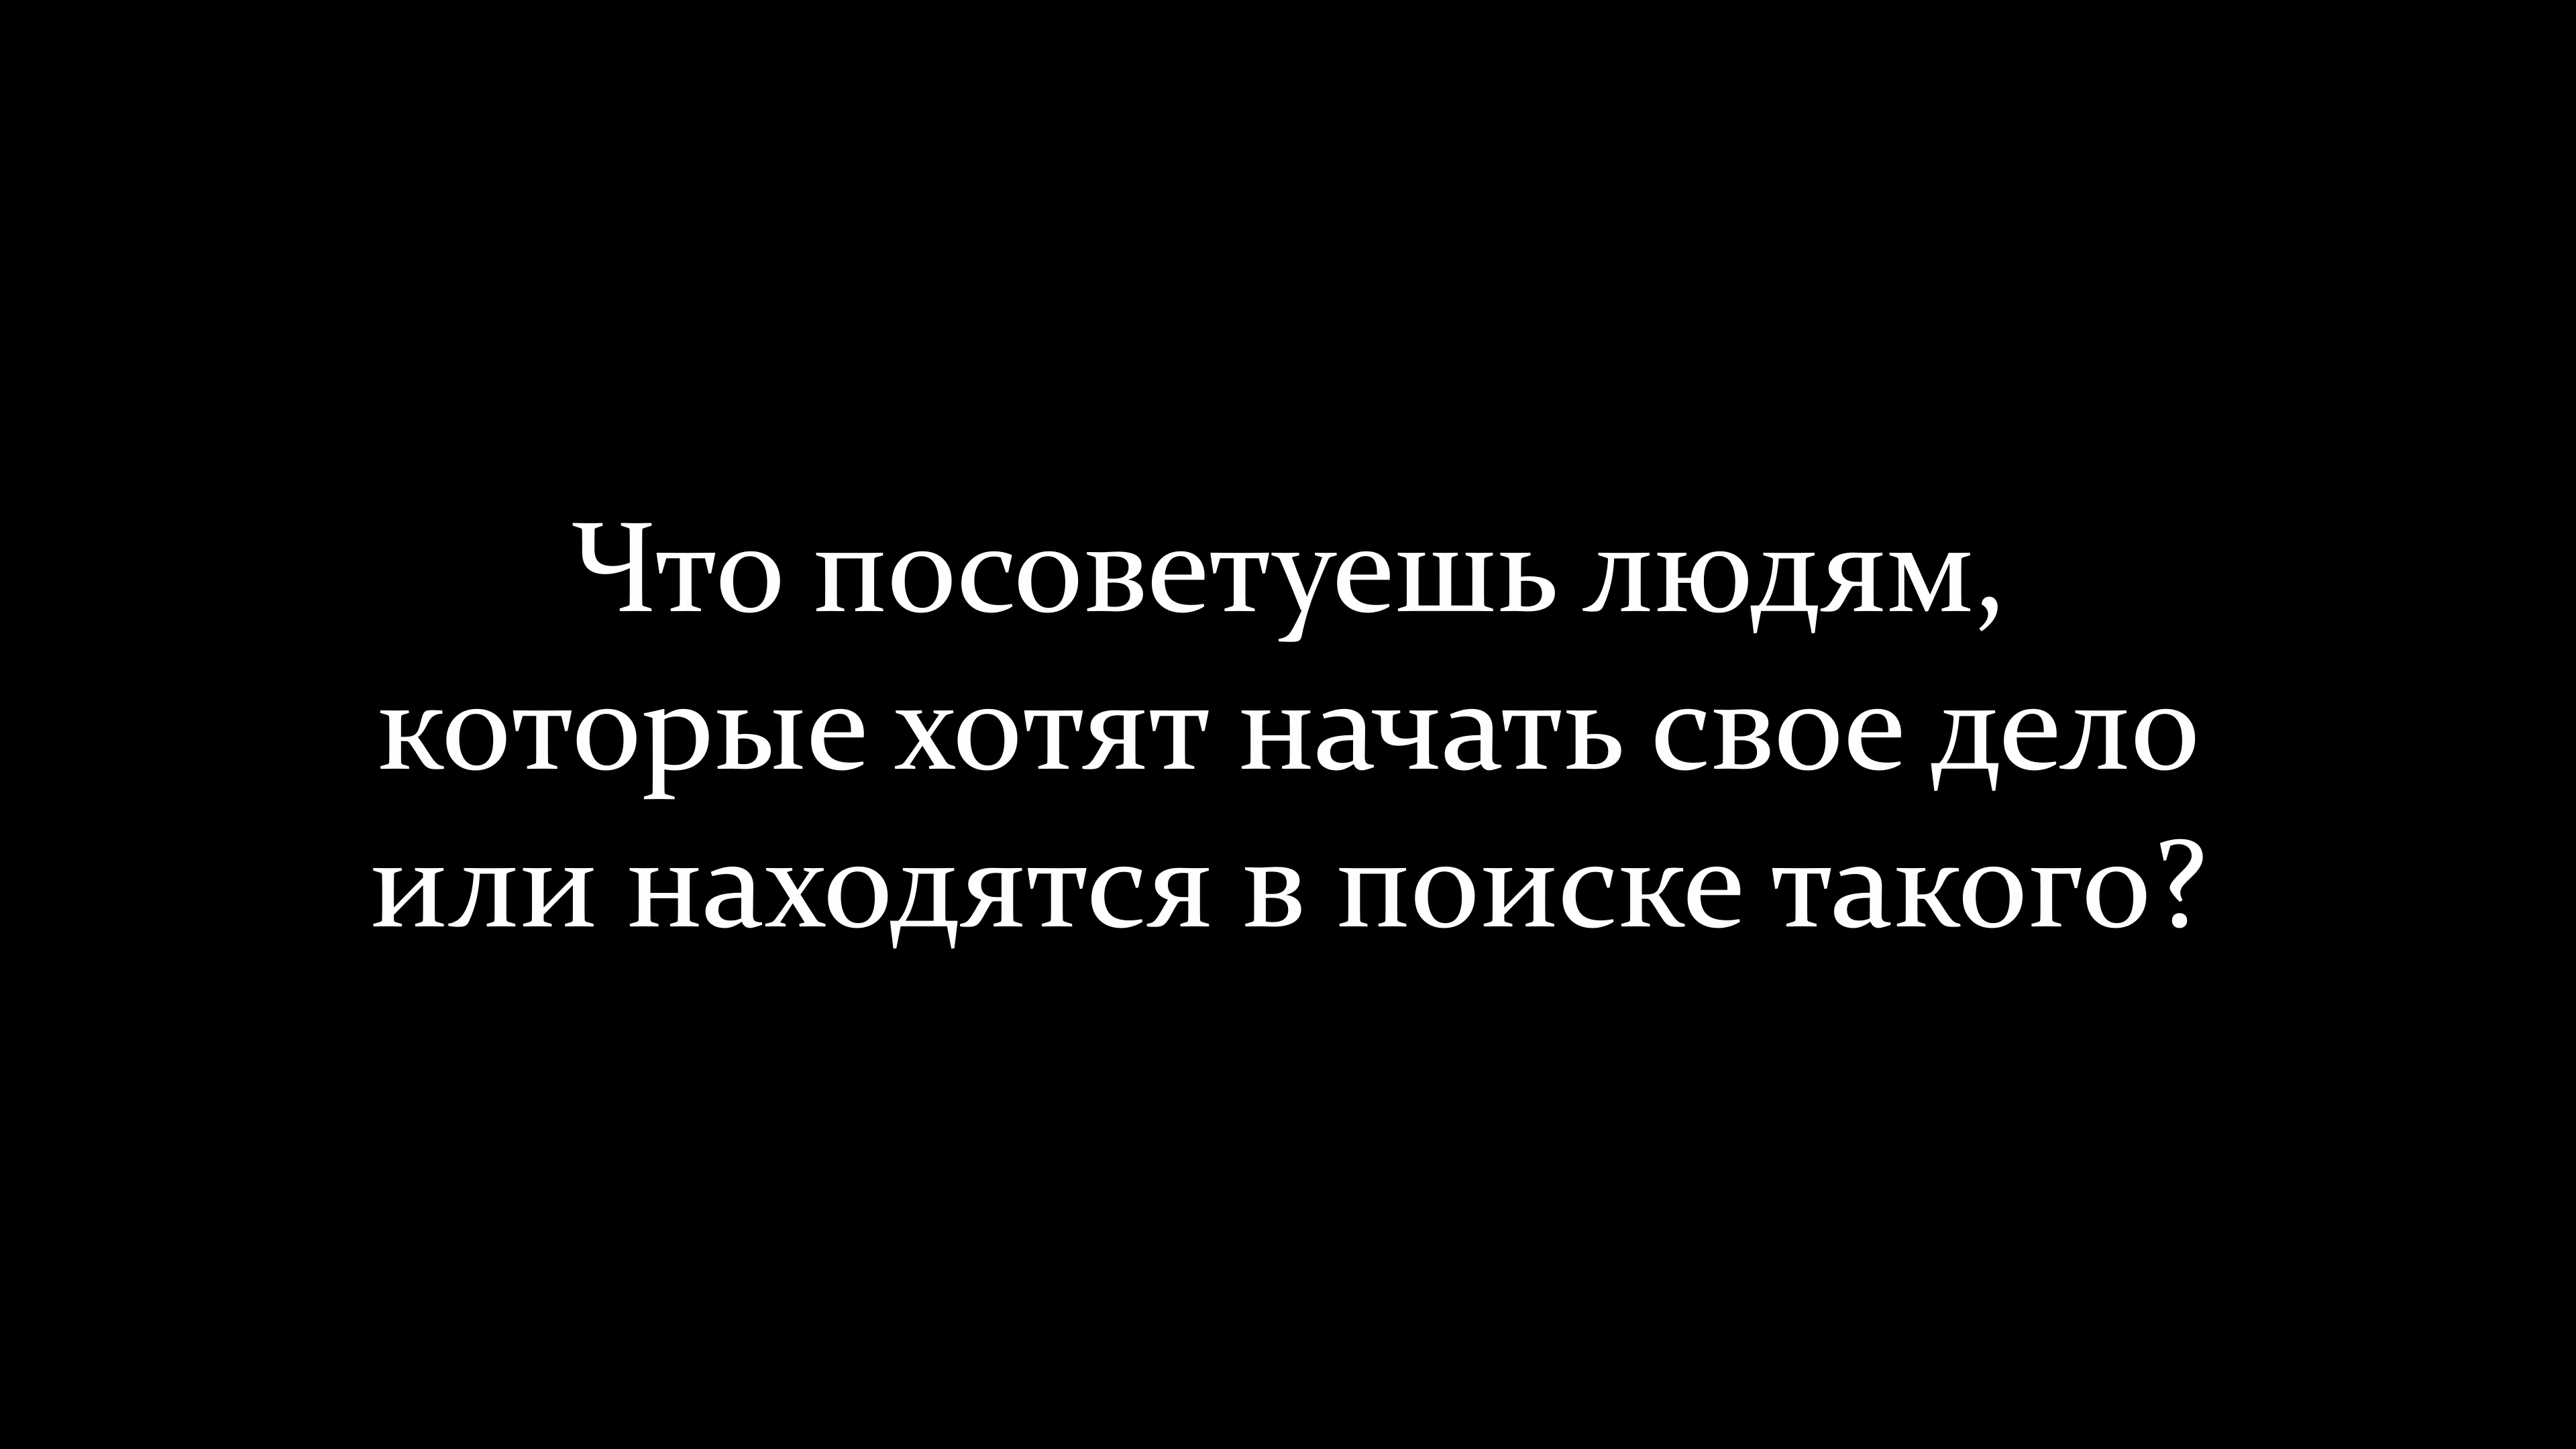 Что посоветуешь людям,
которые хотят начать свое дело
или находятся в поиске такого?